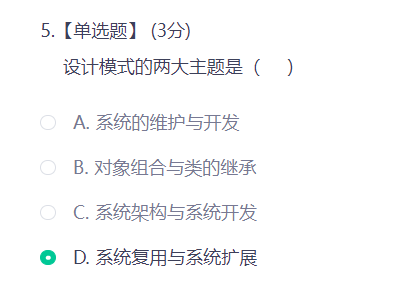 5.【单选题】 (3分)
设计模式的两大主题是（ ）
A. 系统的维护与开发
B. 对象组合与类的继承
C. 系统架构与系统开发
D. 系统复用与系统扩展